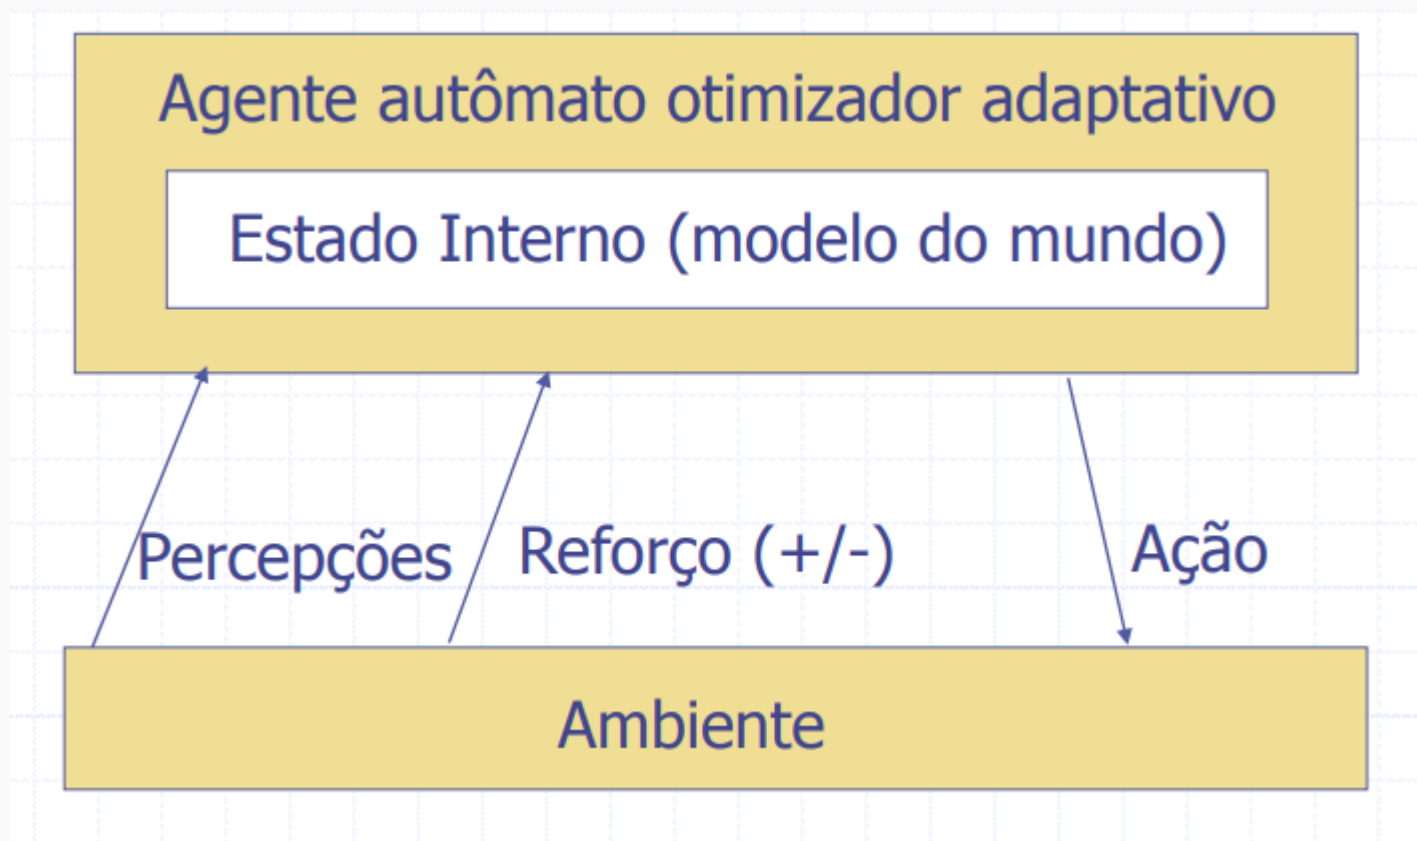 Agente autômato otimizador adaptativo
Estado Interno (modelo do mundo)
Percepções
Reforço (+/-)
Ação
Ambiente